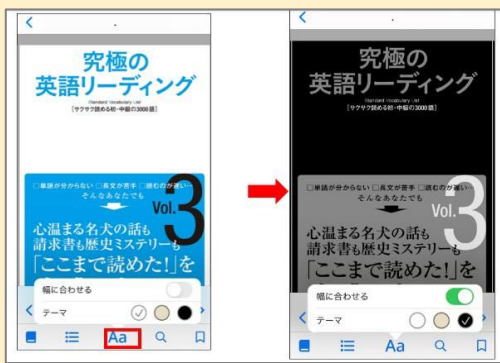 究極の
英語リーディング
Standard Vocabulary List
［サクサク読める初・中級の3000語］
□単語が分からない □長文が苦手 □読むのが遅い…
そんなあなたでも
Vol.3
心温まる名犬の話も
請求書も歴史ミステリーも
「ここまで読めた!」を
幅に合わせる
テーマ
Aa
究極の
英語リーディング
Standard Vocabulary List
［サクサク読める初・中級の3000語］
□単語が分からない □長文が苦手 □読むのが遅い…
そんなあなたでも
Vol.3
心温まる名犬の話も
請求書も歴史ミステリーも
「ここまで読めた!」を
幅に合わせる
テーマ
Aa